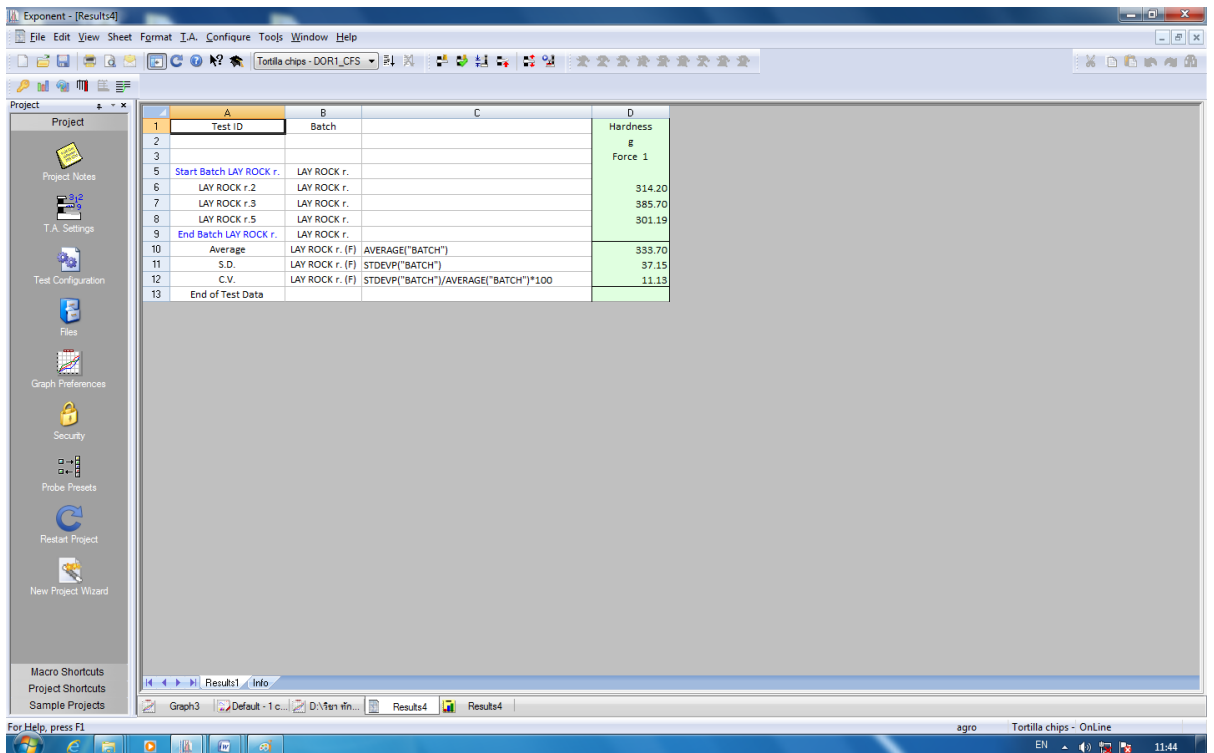 Exponent - [Results4]
File Edit View Sheet Format T.A. Configure Tools Window Help
Tortilla chips - DOR1_CFS
Project
Project
Project Notes
T.A. Settings
Test Configuration
Files
Graph Preferences
Security
Probe Presets
Restart Project
New Project Wizard
Macro Shortcuts
Project Shortcuts
Sample Projects
A B C D
1 Test ID Batch Hardness
2 g
3 Force 1
5 Start Batch LAY ROCK r. LAY ROCK r.
6 LAY ROCK r.2 LAY ROCK r. 314.20
7 LAY ROCK r.3 LAY ROCK r. 385.70
8 LAY ROCK r.5 LAY ROCK r. 301.19
9 End Batch LAY ROCK r. LAY ROCK r.
10 Average LAY ROCK r. (F) AVERAGE("BATCH") 333.70
11 S.D. LAY ROCK r. (F) STDEVP("BATCH") 37.15
12 C.V. LAY ROCK r. (F) STDEVP("BATCH")/AVERAGE("BATCH")*100 11.13
13 End of Test Data
Results1 Info
Graph3 Default - 1 c... D:\ Results4 Results4
For Help, press F1 agro Tortilla chips - OnLine
EN 11:44